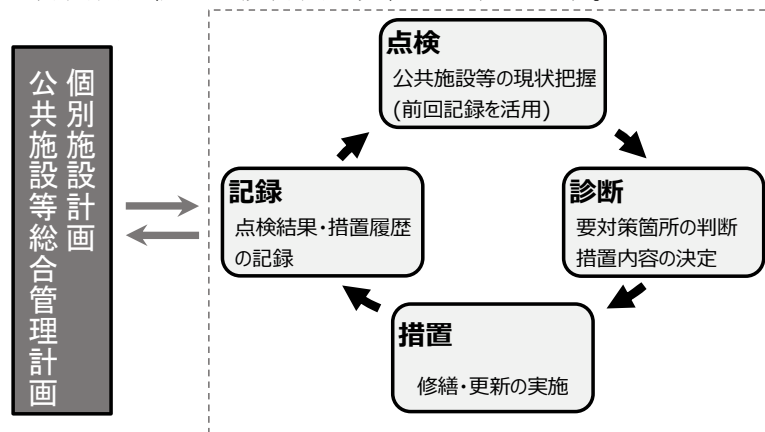 公共施設等総合管理計画
個別施設計画
点検
公共施設等の現状把握
(前回記録を活用)
診断
要対策箇所の判断
措置内容の決定
措置
修繕・更新の実施
記録
点検結果・措置履歴
の記録